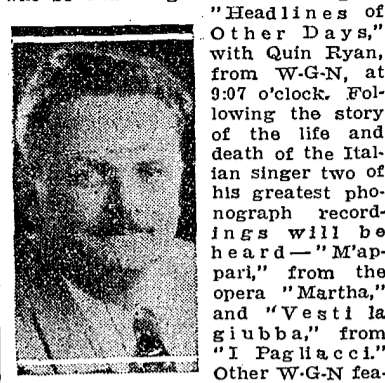 "Headlines of
Other Days,"
with Quin Ryan,
from W-G-N, at
9:07 o'clock. Fol-
lowing the story
of the life and
death of the Ital-
ian singer two of
his greatest pho-
nograph record-
ings will be
heard—"M'ap-
pari," from the
opera "Martha,"
and "Vesti la
giubba," from
"I Pagliacci."
Other W-G-N fea-